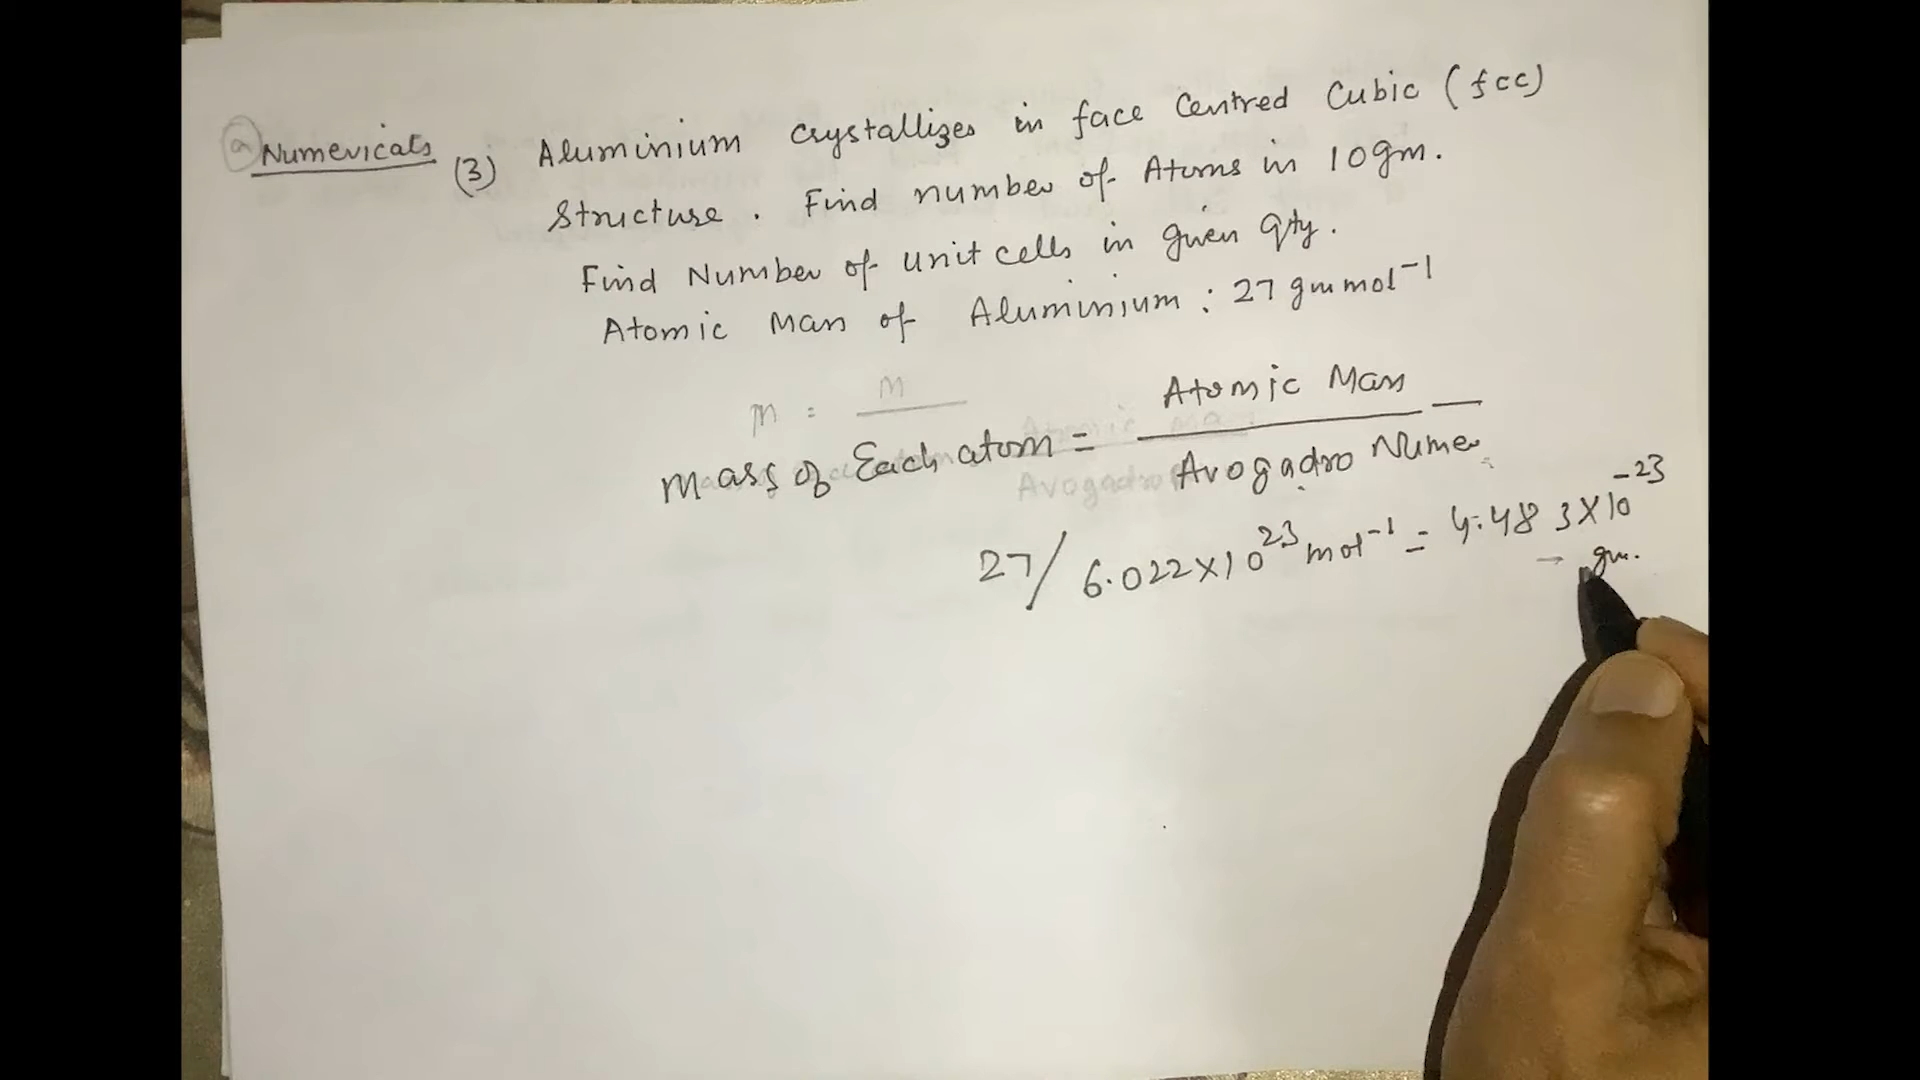 Numericals (3) Aluminium crystallizes in face Centred Cubic (fcc)
Structure. Find number of Atoms in 10gm.
Find Number of unit cells in given qty.
Atomic Mass of Aluminium : 27 gm mol⁻¹
m = M
Atomic Mass
Mass of Each atom = ―
Avogadro Nume
27/6.022×10²³ mol⁻¹ = 4.483×10⁻²³
gm.